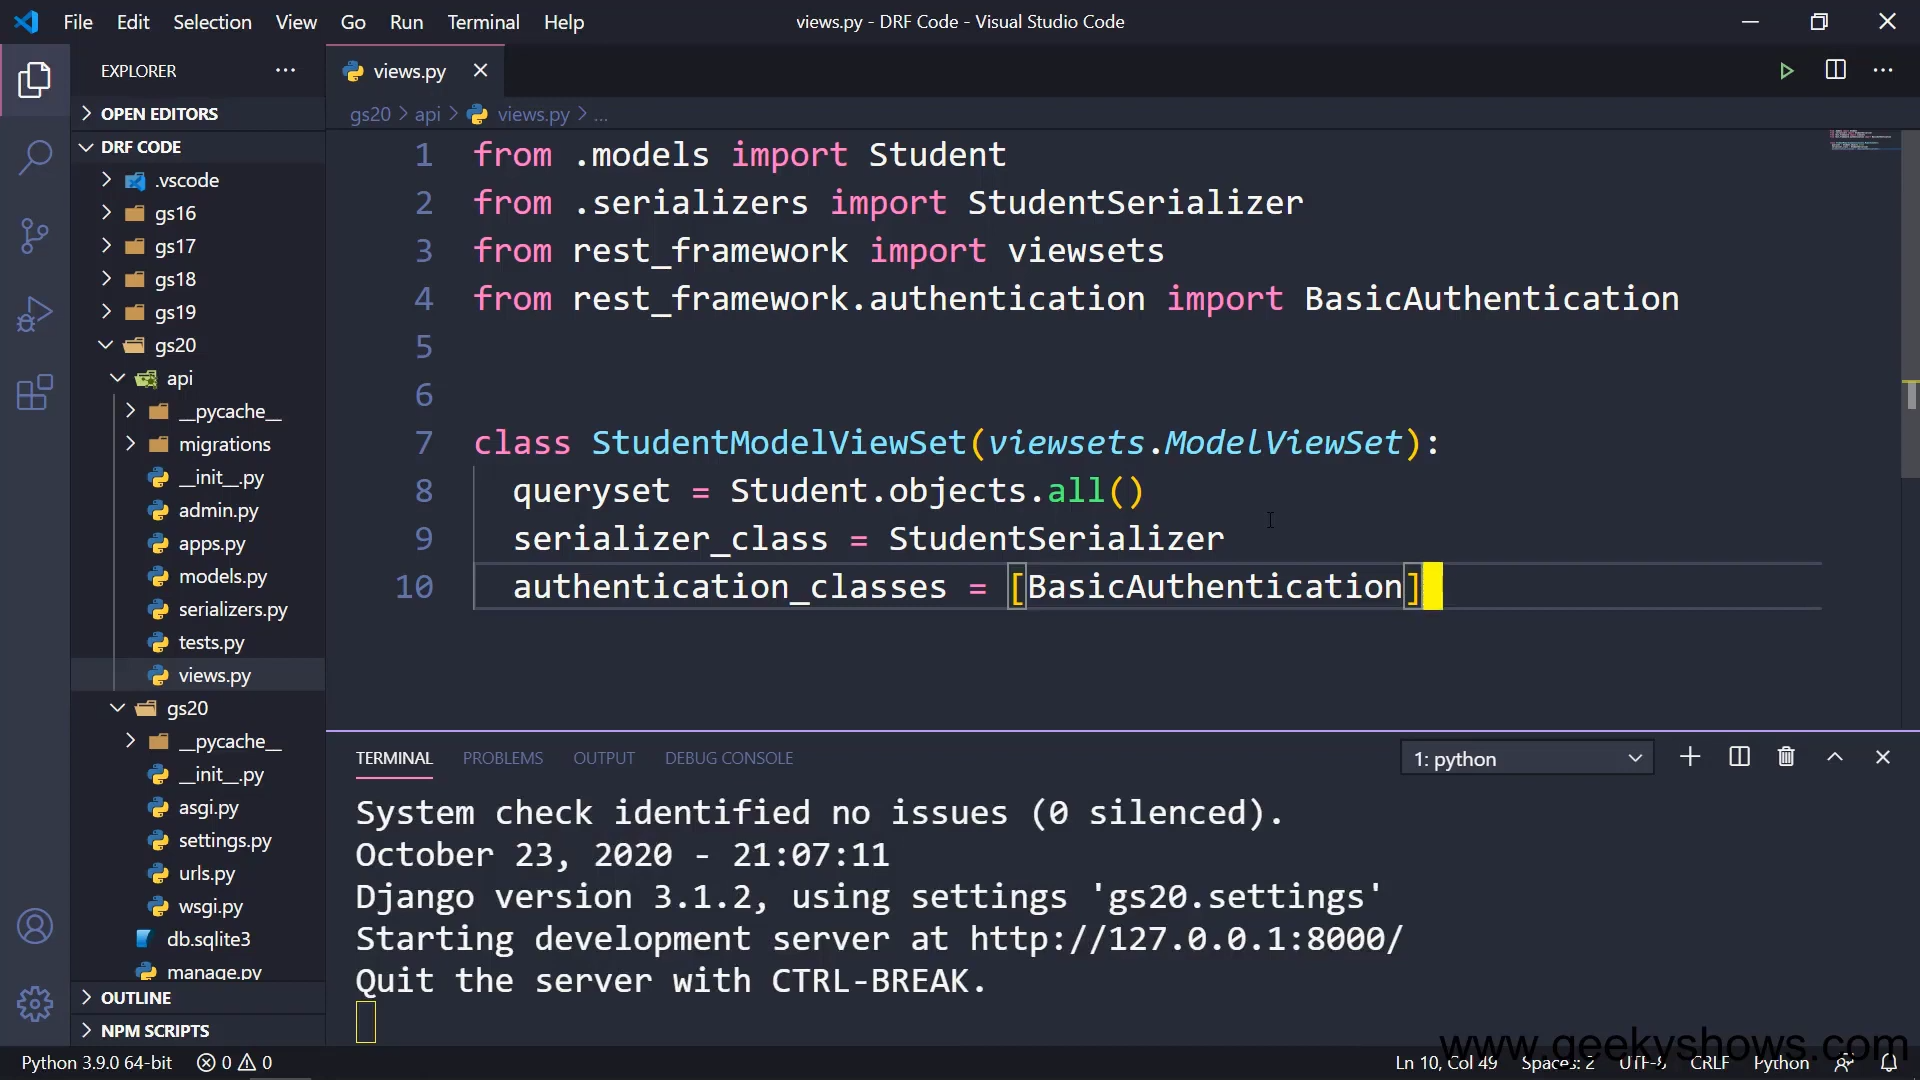 File Edit Selection View Go Run Terminal Help
views.py - DRF Code - Visual Studio Code
EXPLORER
OPEN EDITORS
DRF CODE
.vscode
gs16
gs17
gs18
gs19
gs20
api
__pycache__
migrations
__init__.py
admin.py
apps.py
models.py
serializers.py
tests.py
views.py
gs20
__pycache__
__init__.py
asgi.py
settings.py
urls.py
wsgi.py
db.sqlite3
manage.py
OUTLINE
NPM SCRIPTS
views.py
gs20 > api > views.py > ...
1 from .models import Student
2 from .serializers import StudentSerializer
3 from rest_framework import viewsets
4 from rest_framework.authentication import BasicAuthentication
5
6
7 class StudentModelViewSet(viewsets.ModelViewSet):
8 queryset = Student.objects.all()
9 serializer_class = StudentSerializer
10 authentication_classes = [BasicAuthentication]
TERMINAL PROBLEMS OUTPUT DEBUG CONSOLE
1: python
System check identified no issues (0 silenced).
October 23, 2020 - 21:07:11
Django version 3.1.2, using settings 'gs20.settings'
Starting development server at http://127.0.0.1:8000/
Quit the server with CTRL-BREAK.
www.geekyshows.com
Python 3.9.0 64-bit 0 0
Ln 10, Col 49 Spaces: 2 UTF-8 CRLF Python